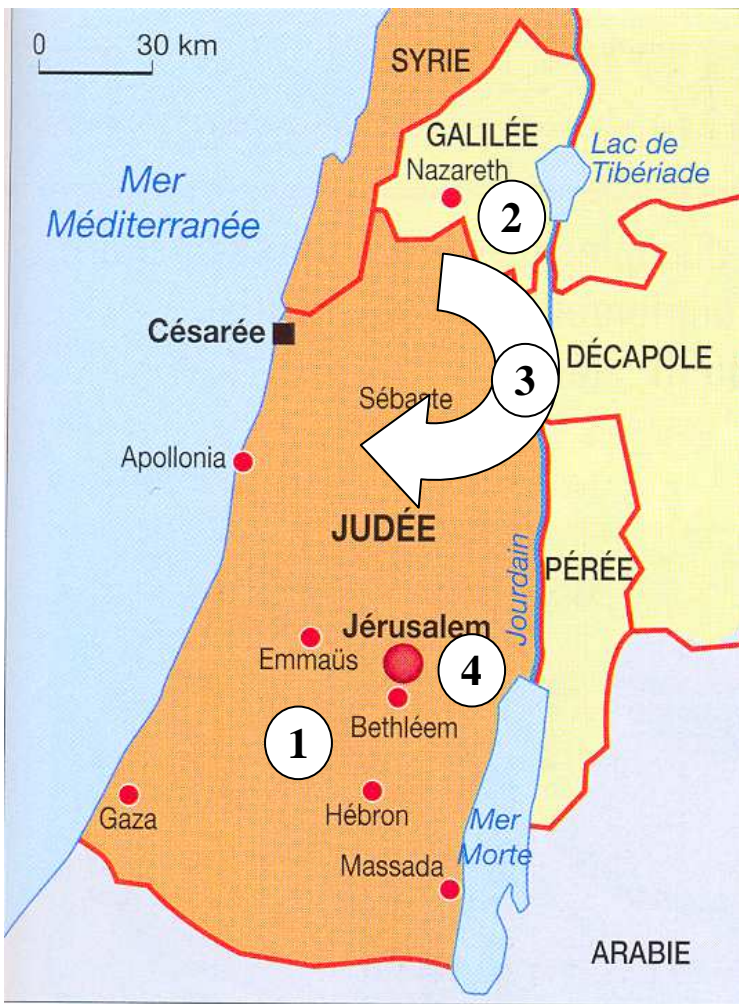 0 30 km
SYRIE
GALILÉE
Nazareth
Lac de
Tibériade
Mer
Méditerranée
2
Césarée
3
DÉCAPOLE
Sébaste
Apollonia
JUDÉE
Jourdain
PÉRÉE
Jérusalem
Emmaüs
4
Bethléem
1
Gaza
Hébron
Mer
Morte
Massada
ARABIE